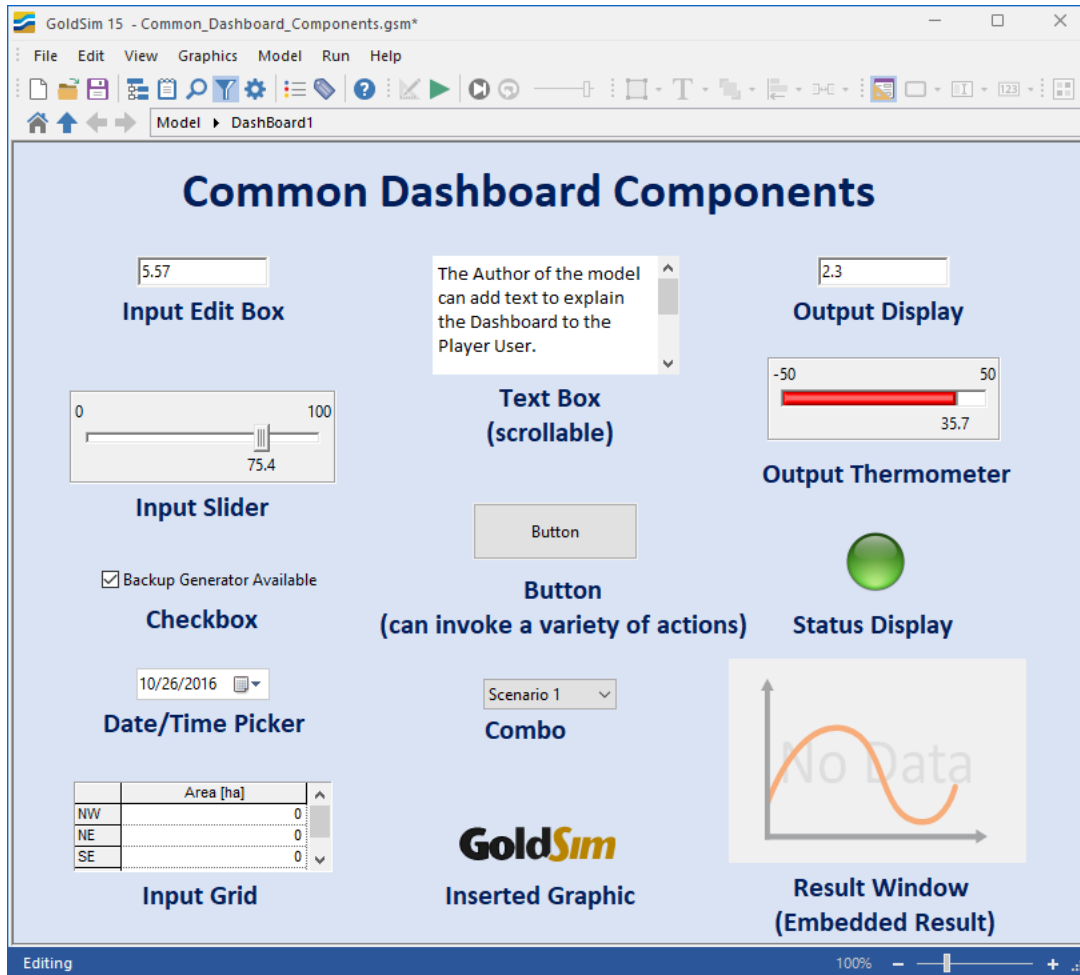 GoldSim 15 - Common_Dashboard_Components.gsm*
File Edit View Graphics Model Run Help
T 123
Model DashBoard1
Common Dashboard Components
5.57
Input Edit Box
The Author of the model
can add text to explain
the Dashboard to the
Player User.
Text Box
(scrollable)
2.3
Output Display
-50 50
35.7
Output Thermometer
0 100
75.4
Input Slider
Button
Button
(can invoke a variety of actions)
Status Display
Backup Generator Available
Checkbox
10/26/2016
Date/Time Picker
Scenario 1
Combo
No Data
Result Window
(Embedded Result)
Area [ha]
NW 0
NE 0
SE 0
Input Grid
GoldSim
Inserted Graphic
Editing 100%